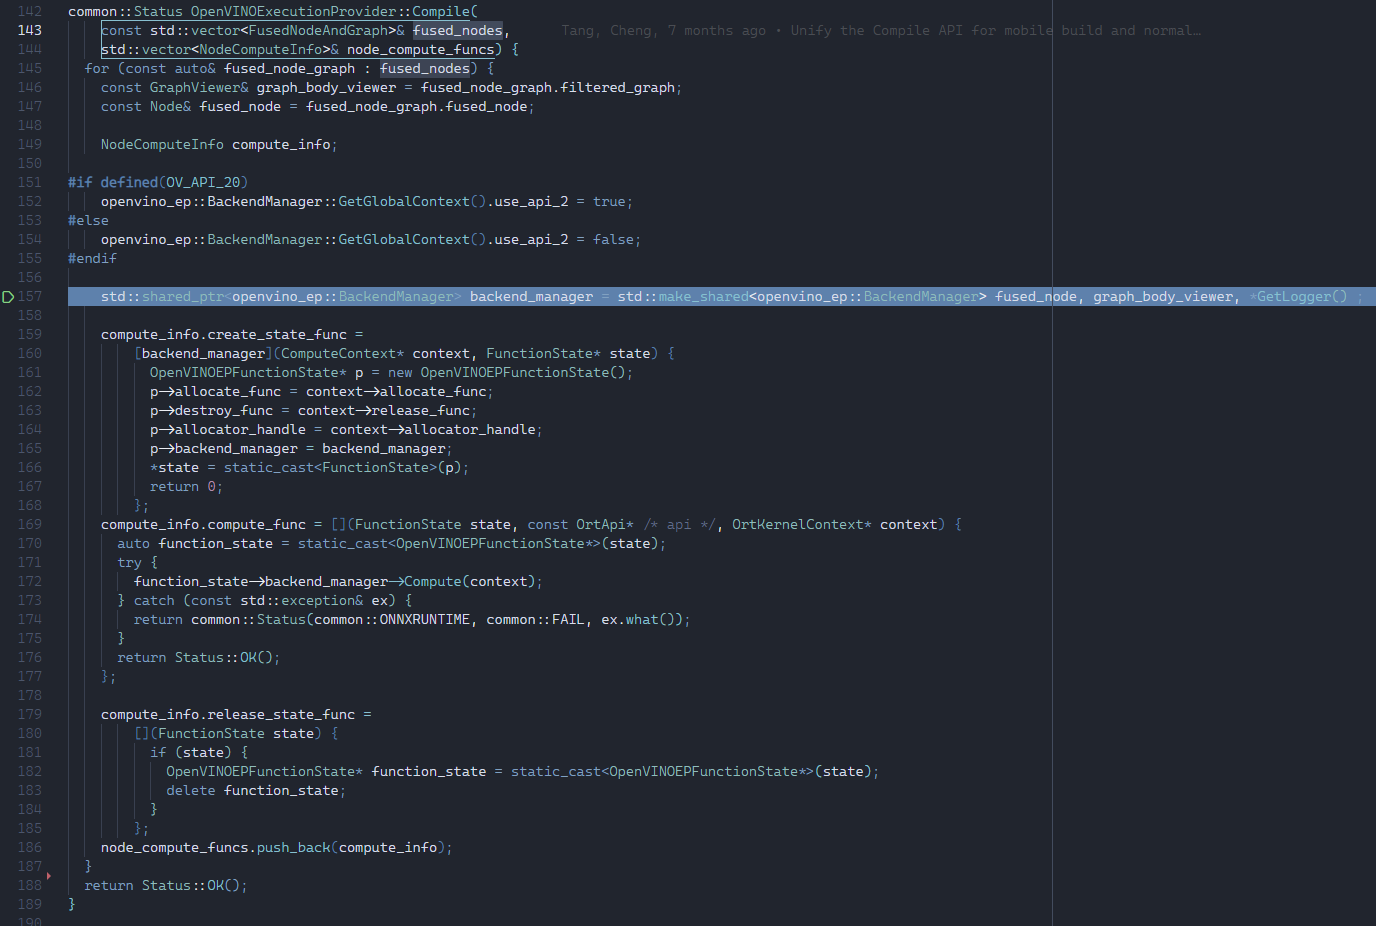 142 common::Status OpenVINOExecutionProvider::Compile(
143     const std::vector<FusedNodeAndGraph>& fused_nodes,     Tang, Cheng, 7 months ago • Unify the Compile API for mobile build and normal…
144     std::vector<NodeComputeInfo>& node_compute_funcs) {
145   for (const auto& fused_node_graph : fused_nodes) {
146     const GraphViewer& graph_body_viewer = fused_node_graph.filtered_graph;
147     const Node& fused_node = fused_node_graph.fused_node;
148
149     NodeComputeInfo compute_info;
150
151 #if defined(OV_API_20)
152     openvino_ep::BackendManager::GetGlobalContext().use_api_2 = true;
153 #else
154     openvino_ep::BackendManager::GetGlobalContext().use_api_2 = false;
155 #endif
156
157     std::shared_ptr<openvino_ep::BackendManager> backend_manager = std::make_shared<openvino_ep::BackendManager> fused_node, graph_body_viewer, *GetLogger() ;
158
159     compute_info.create_state_func =
160         [backend_manager](ComputeContext* context, FunctionState* state) {
161           OpenVINOEPFunctionState* p = new OpenVINOEPFunctionState();
162           p->allocate_func = context->allocate_func;
163           p->destroy_func = context->release_func;
164           p->allocator_handle = context->allocator_handle;
165           p->backend_manager = backend_manager;
166           *state = static_cast<FunctionState>(p);
167           return 0;
168         };
169     compute_info.compute_func = [](FunctionState state, const OrtApi* /* api */, OrtKernelContext* context) {
170       auto function_state = static_cast<OpenVINOEPFunctionState*>(state);
171       try {
172         function_state->backend_manager->Compute(context);
173       } catch (const std::exception& ex) {
174         return common::Status(common::ONNXRUNTIME, common::FAIL, ex.what());
175       }
176       return Status::OK();
177     };
178
179     compute_info.release_state_func =
180         [](FunctionState state) {
181           if (state) {
182             OpenVINOEPFunctionState* function_state = static_cast<OpenVINOEPFunctionState*>(state);
183             delete function_state;
184           }
185         };
186     node_compute_funcs.push_back(compute_info);
187   }
188   return Status::OK();
189 }
190